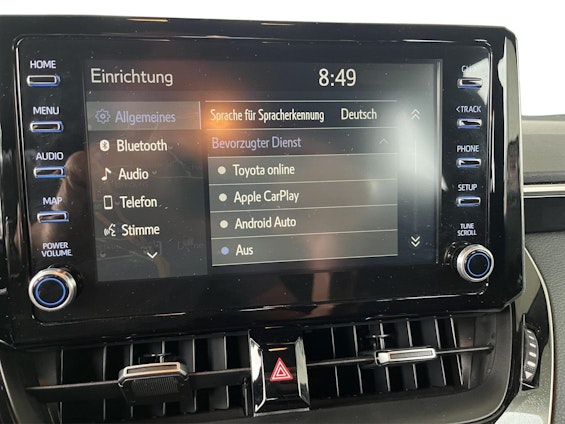 HOME
MENU
AUDIO
MAP
POWER
VOLUME
Einrichtung
8:49
Allgemeines
Bluetooth
Audio
Telefon
Stimme
Sprache für Spracherkennung Deutsch
Bevorzugter Dienst
Toyota online
Apple CarPlay
Android Auto
Aus
<TRACK
PHONE
SETUP
TUNE
SCROLL